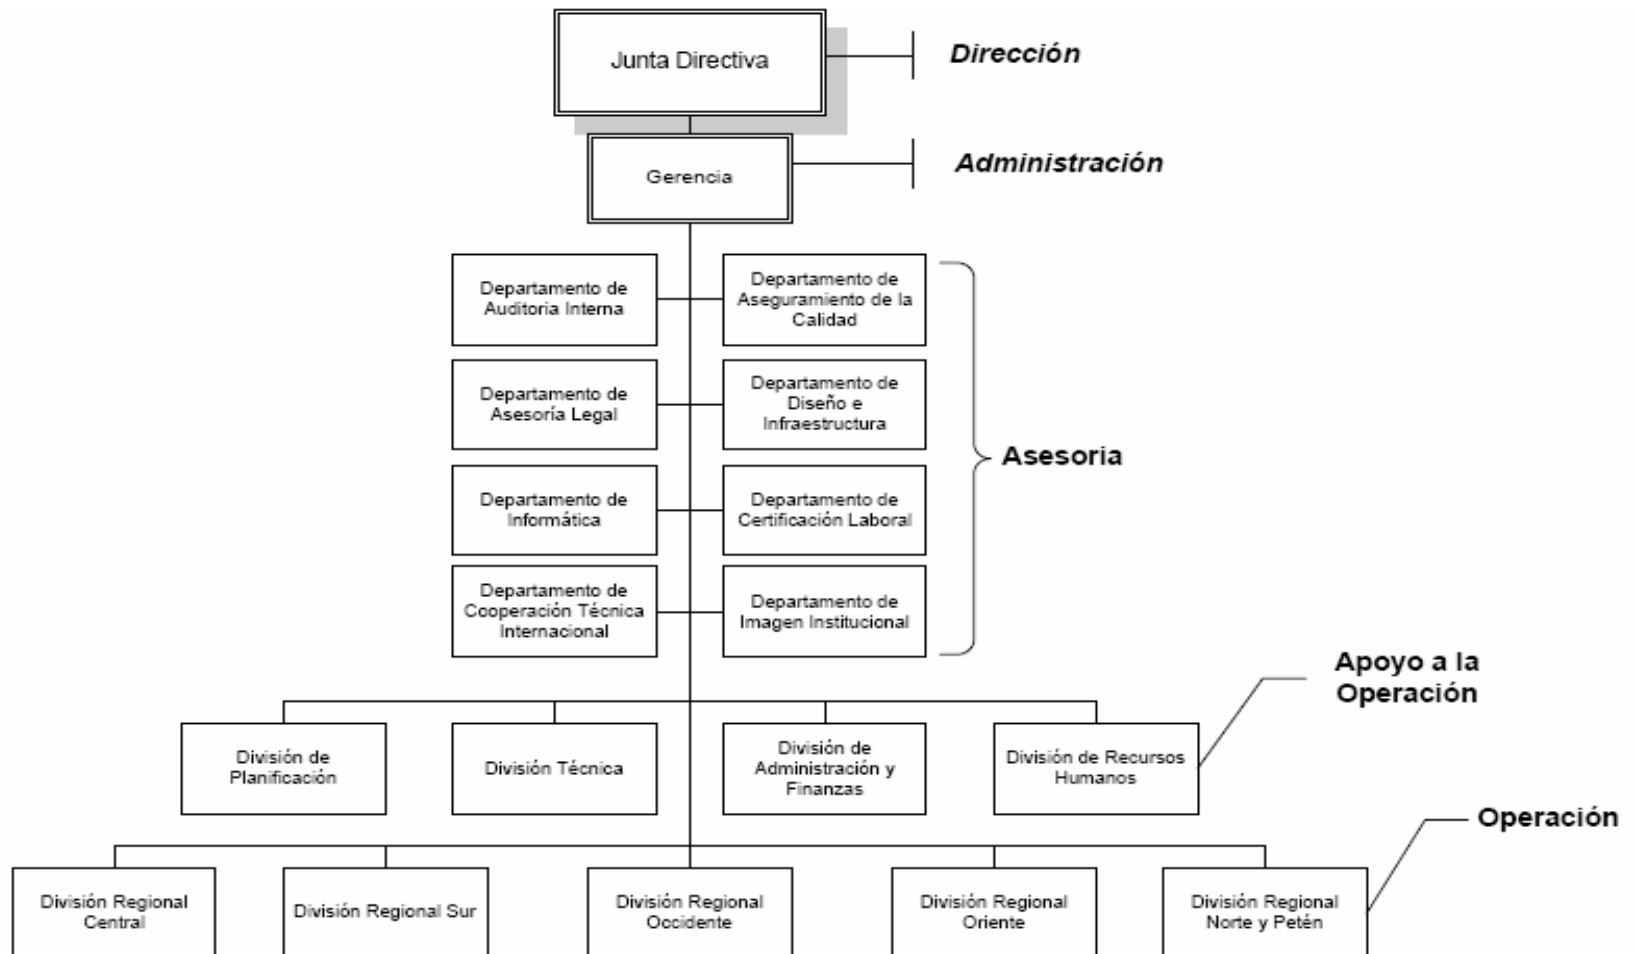 Junta Directiva
Dirección
Gerencia
Administración
Departamento de
Auditoria Interna
Departamento de
Aseguramiento de la
Calidad
Departamento de
Asesoría Legal
Departamento de
Diseño e
Infraestructura
Asesoria
Departamento de
Informática
Departamento de
Certificación Laboral
Departamento de
Cooperación Técnica
Internacional
Departamento de
Imagen Institucional
Apoyo a la
Operación
División de
Planificación
División Técnica
División de
Administración y
Finanzas
División de Recursos
Humanos
Operación
División Regional
Central
División Regional Sur
División Regional
Occidente
División Regional
Oriente
División Regional
Norte y Petén